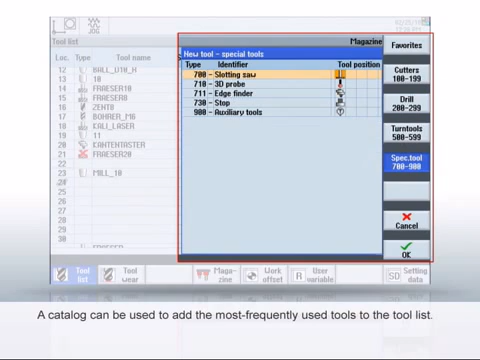 JOG
Tool list
Magazine
Loc. Type Tool name
New tool - special tools
Type Identifier Tool position
700 - Slotting saw
710 - 3D probe
711 - Edge finder
730 - Stop
900 - Auxiliary tools
12 BALL_D10_A
13 10
14 FRAESER10
15 FRAESER8
16 ZENT8
17 BOHRER_M6
18 KALI_LASER
19 11
20 KANTENTASTER
21 FRAESER20
22
23 MILL_10
24
25
26
27
28
29
30
Favorites
Cutters
100-199
Drill
200-299
Turntools
500-599
Spec.tool
700-900
Cancel
OK
Tool
list
Tool
wear
Maga-
zine
Work
offset
R User
variable
SD Setting
data
A catalog can be used to add the most-frequently used tools to the tool list.